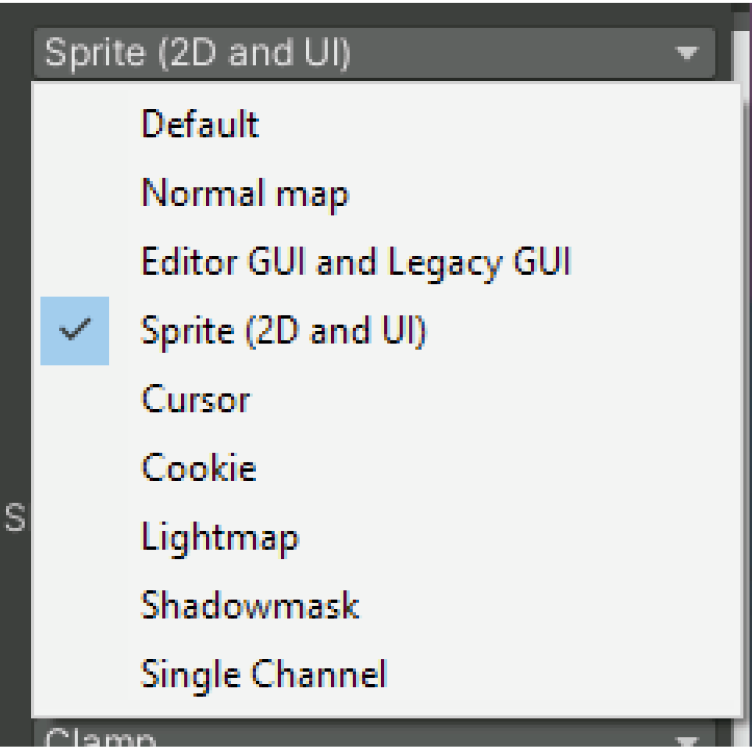 Sprite (2D and UI)
Default
Normal map
Editor GUI and Legacy GUI
Sprite (2D and UI)
Cursor
Cookie
S
Lightmap
Shadowmask
Single Channel
Clamp